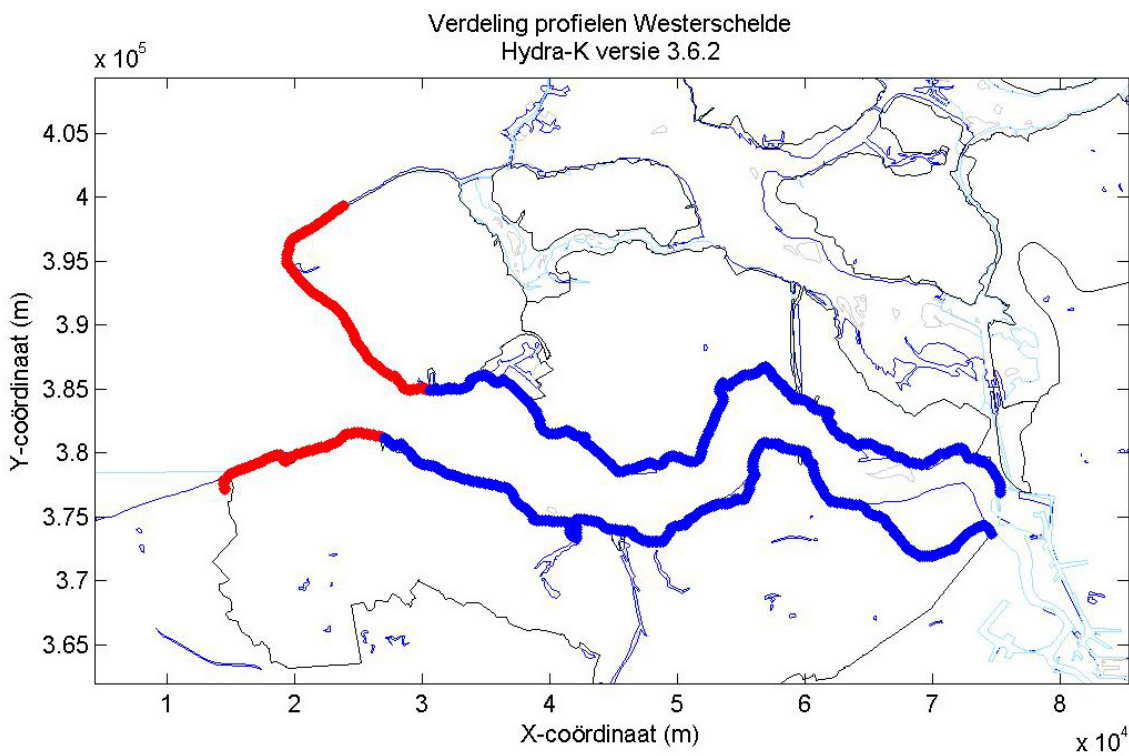 Verdeling profielen Westerschelde
Hydra-K versie 3.6.2
x 10^5
4.05
4
3.95
3.9
3.85
3.8
3.75
3.7
3.65
Y-coördinaat (m)
1 2 3 4 5 6 7 8
X-coördinaat (m)
x 10^4